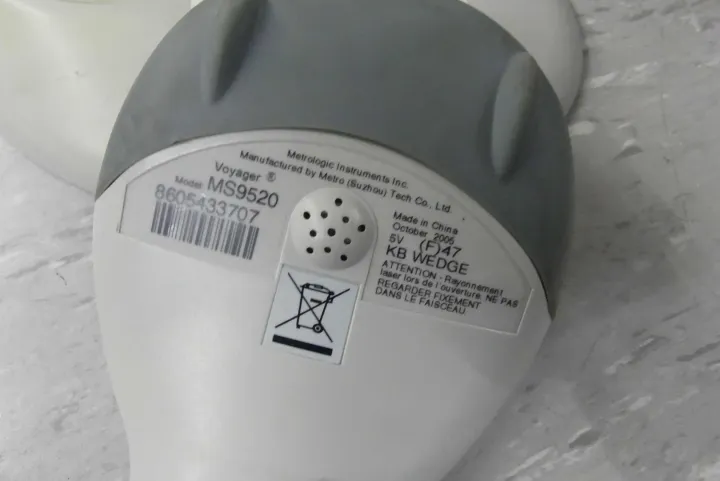 Metrologic Instruments Inc.
Manufactured by Metro (Suzhou) Tech Co., Ltd.
Voyager ®
Model MS9520
8605433707
Made in China
October 2005
5V (F)47
KB WEDGE
ATTENTION - Rayonnement
laser lors de l'ouverture. NE PAS
REGARDER FIXEMENT
DANS LE FAISCEAU.